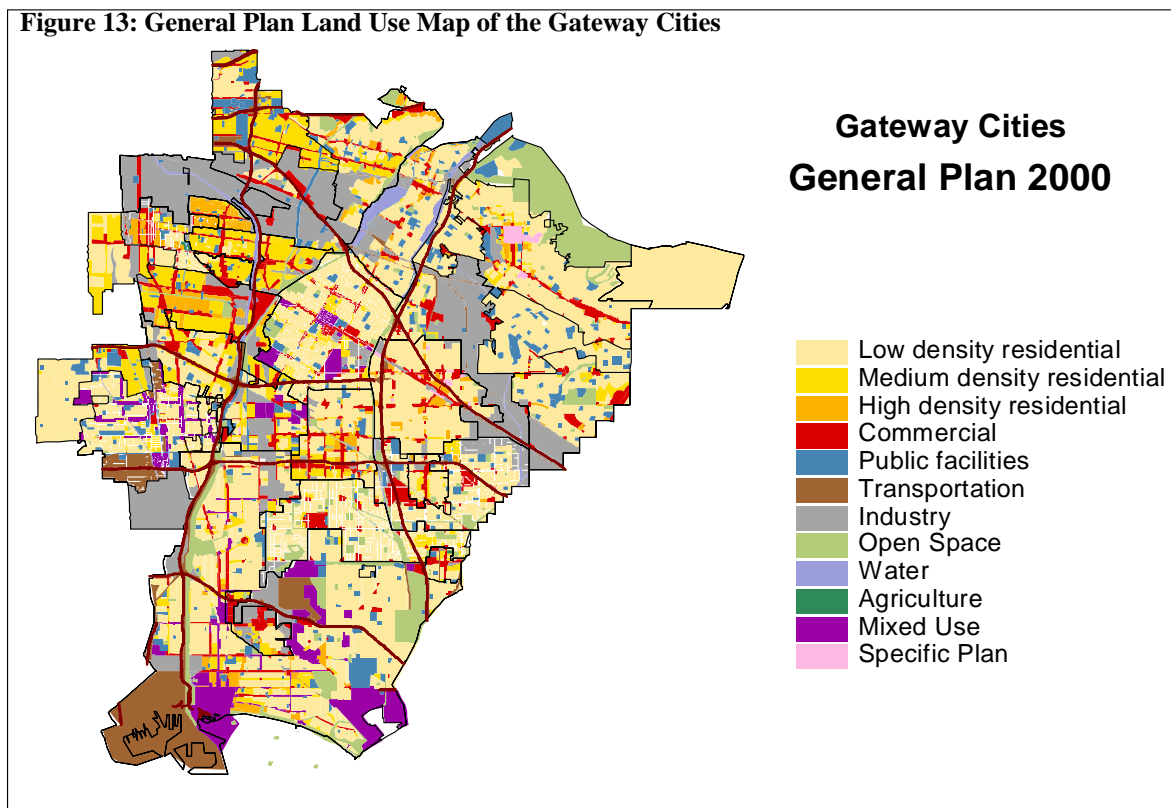 Figure 13: General Plan Land Use Map of the Gateway Cities
Gateway Cities
General Plan 2000
Low density residential
Medium density residential
High density residential
Commercial
Public facilities
Transportation
Industry
Open Space
Water
Agriculture
Mixed Use
Specific Plan